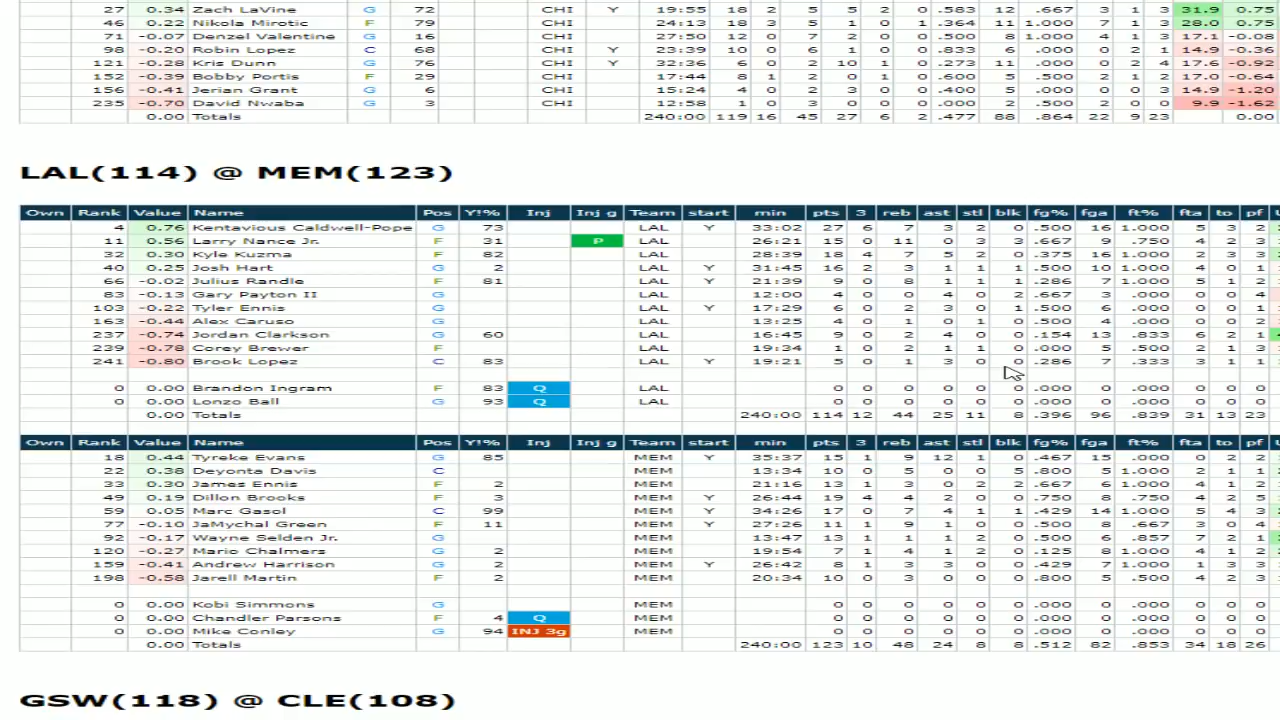 27 0.34 Zach LaVine G 72 CHI Y 19:55 18 2 5 5 2 0 .583 12 .667 3 1 3 31.9 0.75
46 0.22 Nikola Mirotic F 79 CHI 24:13 18 3 5 1 0 1 .364 11 1.000 7 1 3 28.0 0.75
71 -0.07 Denzel Valentine G 16 CHI 27:50 12 0 7 2 0 0 .500 8 1.000 4 1 3 17.1 -0.08
98 -0.20 Robin Lopez C 68 CHI Y 23:39 10 0 6 1 0 0 .833 6 .000 0 2 1 14.9 -0.36
121 -0.28 Kris Dunn G 76 CHI Y 32:36 6 0 2 10 1 0 .273 11 .000 0 2 4 17.6 -0.92
152 -0.39 Bobby Portis F 29 CHI 17:44 8 1 2 0 1 0 .600 5 .500 2 1 2 17.0 -0.64
156 -0.41 Jerian Grant G 6 CHI 15:24 4 0 2 3 0 0 .400 5 .000 0 0 1 14.9 -1.20
235 -0.70 David Nwaba G 3 CHI 12:58 1 0 3 0 0 0 .000 2 .500 2 0 0 9.9 -1.62
0.00 Totals 240:00 119 16 45 27 6 2 .477 88 .864 22 9 23 0.00
LAL(114) @ MEM(123)
Own Rank Value Name Pos Y!% Inj Inj g Team start min pts 3 reb ast stl blk fg% fga ft% fta to pf
4 0.76 Kentavious Caldwell-Pope G 73 LAL Y 33:02 27 6 7 3 2 0 .500 16 1.000 5 3 2
11 0.56 Larry Nance Jr. F 31 P LAL 26:21 15 0 11 0 3 3 .667 9 .750 4 2 3
32 0.30 Kyle Kuzma F 82 LAL 28:39 18 4 7 5 2 0 .375 16 1.000 2 3 3
40 0.25 Josh Hart G 2 LAL Y 31:45 16 2 3 1 1 1 .500 10 1.000 4 0 1
66 -0.02 Julius Randle F 81 LAL Y 21:39 9 0 8 1 1 1 .286 7 1.000 5 1 2
83 -0.13 Gary Payton II G LAL 12:00 4 0 4 0 0 2 .667 3 .000 0 0 4
103 -0.22 Tyler Ennis G LAL Y 17:29 6 0 2 3 0 1 .500 6 .000 0 0 1
163 -0.44 Alex Caruso G LAL 13:25 4 0 1 0 1 0 .500 4 .000 0 0
237 -0.74 Jordan Clarkson G 60 LAL 16:45 9 0 2 4 0 0 .154 13 .833 6 2 1
239 -0.78 Corey Brewer F LAL 19:34 1 0 2 1 1 0 .000 5 .500 2 1 3
241 -0.80 Brook Lopez C 83 LAL Y 19:21 5 0 1 3 0 0 .286 7 .333 3 1 1
0 0.00 Brandon Ingram F 83 Q LAL 0 0 0 0 0 0 .000 0 .000 0 0 0
0 0.00 Lonzo Ball G 93 Q LAL 0 0 0 0 0 0 .000 0 .000 0 0 0
0.00 Totals 240:00 114 12 44 25 11 8 .396 96 .839 31 13 23
Own Rank Value Name Pos Y!% Inj Inj g Team start min pts 3 reb ast stl blk fg% fga ft% fta to pf
18 0.44 Tyreke Evans G 85 MEM Y 35:37 15 1 9 12 1 0 .467 15 .000 0 2 2
22 0.38 Deyonta Davis C MEM 13:34 10 0 5 0 0 5 .800 5 1.000 2 1 1
33 0.30 James Ennis F 2 MEM 21:16 13 1 3 0 2 2 .667 6 1.000 4 1 2
49 0.19 Dillon Brooks F 3 MEM Y 26:44 19 4 4 2 0 0 .750 8 .750 4 2 5
59 0.05 Marc Gasol C 99 MEM Y 34:26 17 0 7 4 1 1 .429 14 1.000 5 4 3
77 -0.10 JaMychal Green F 11 MEM Y 27:26 11 1 9 1 0 0 .500 8 .667 3 0 4
92 -0.17 Wayne Selden Jr. G MEM 13:47 13 1 1 1 2 0 .500 6 .857 7 2 1
120 -0.27 Mario Chalmers G 2 MEM 19:54 7 1 4 1 2 0 .125 8 1.000 4 1 2
159 -0.41 Andrew Harrison G 2 MEM Y 26:42 8 1 3 3 0 0 .429 7 1.000 1 3 3
198 -0.58 Jarell Martin F 2 MEM 20:34 10 0 3 0 0 0 .800 5 .500 4 2 3
0 0.00 Kobi Simmons G MEM 0 0 0 0 0 0 .000 0 .000 0 0 0
0 0.00 Chandler Parsons F 4 Q MEM 0 0 0 0 0 0 .000 0 .000 0 0 0
0 0.00 Mike Conley G 94 INJ 3g MEM 0 0 0 0 0 0 .000 0 .000 0 0 0
0.00 Totals 240:00 123 10 48 24 8 8 .512 82 .853 34 18 26
GSW(118) @ CLE(108)